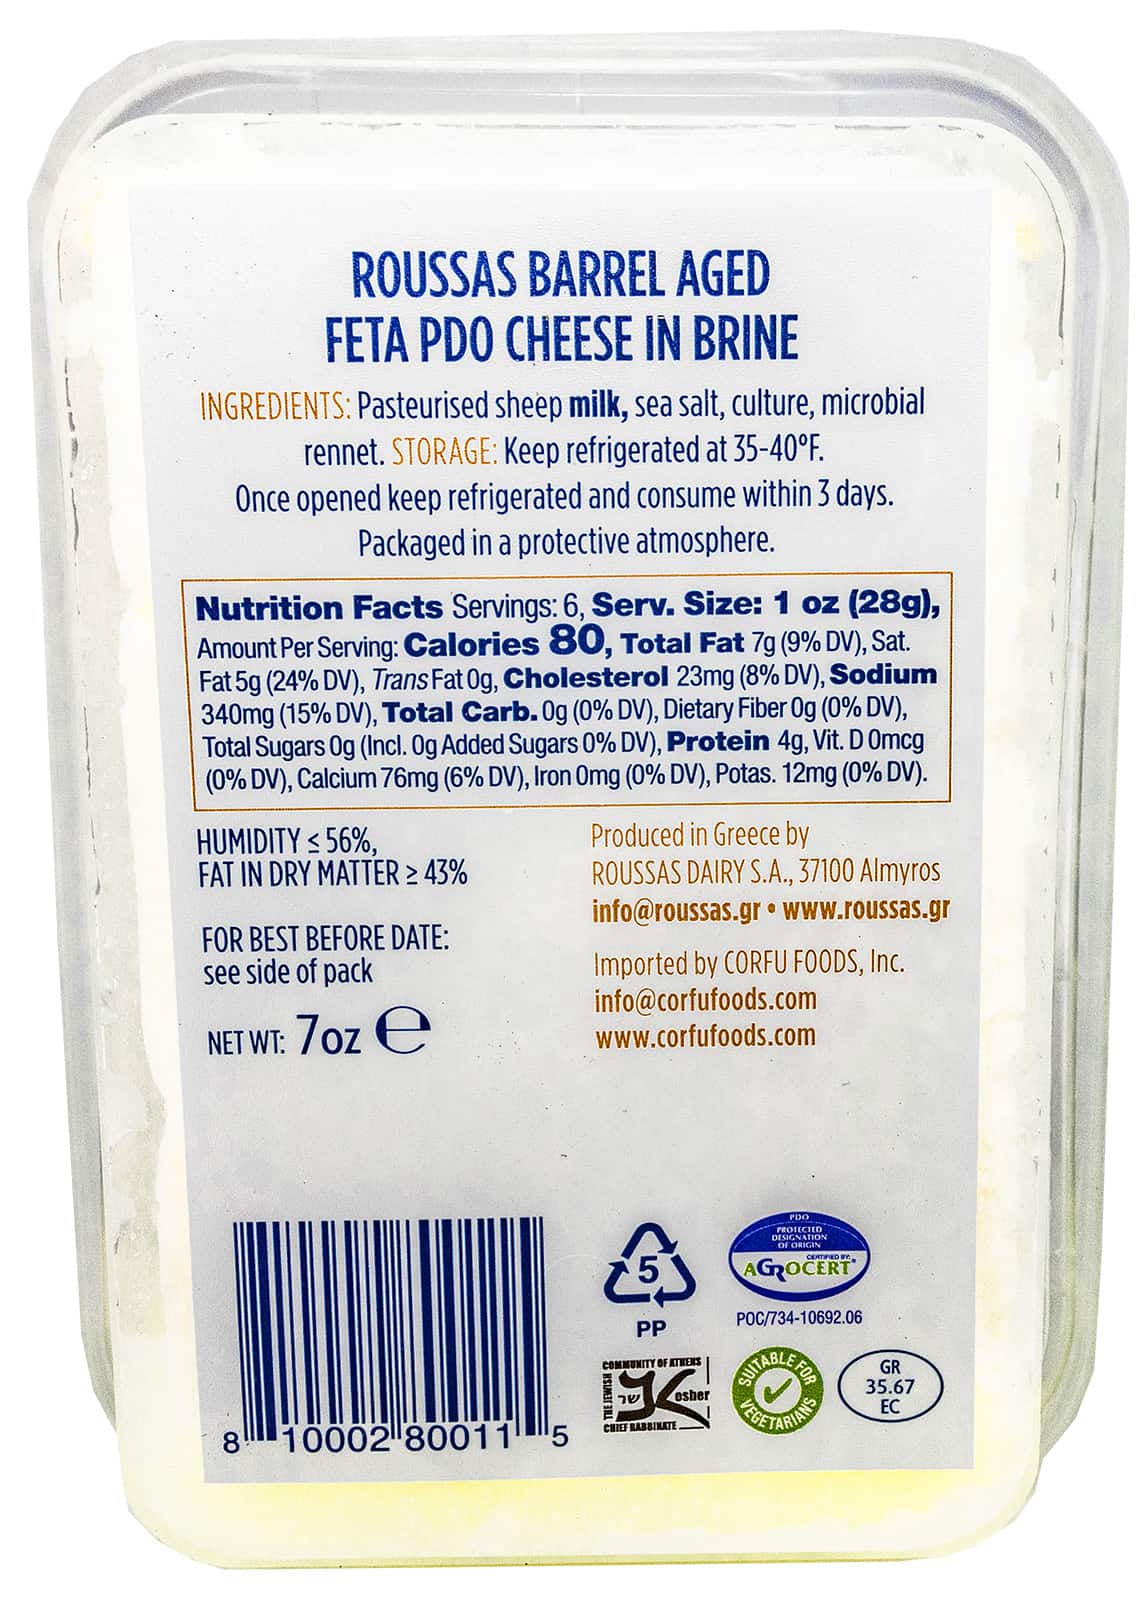 ROUSSAS BARREL AGED
FETA PDO CHEESE IN BRINE
INGREDIENTS: Pasteurised sheep milk, sea salt, culture, microbial
rennet. STORAGE: Keep refrigerated at 35-40ºF.
Once opened keep refrigerated and consume within 3 days.
Packaged in a protective atmosphere.
Nutrition Facts Servings: 6, Serv. Size: 1 oz (28g),
Amount Per Serving: Calories 80, Total Fat 7g (9% DV), Sat.
Fat 5g (24% DV), Trans Fat 0g, Cholesterol 23mg (8% DV), Sodium
340mg (15% DV), Total Carb. 0g (0% DV), Dietary Fiber 0g (0% DV),
Total Sugars 0g (Incl. 0g Added Sugars 0% DV), Protein 4g, Vit. D 0mcg
(0% DV), Calcium 76mg (6% DV), Iron 0mg (0% DV), Potas. 12mg (0% DV).
HUMIDITY ≤ 56%,
FAT IN DRY MATTER ≥ 43%
FOR BEST BEFORE DATE:
see side of pack
NET WT: 7oz ℮
Produced in Greece by
ROUSSAS DAIRY S.A., 37100 Almyros
info@roussas.gr • www.roussas.gr
Imported by CORFU FOODS, Inc.
info@corfufoods.com
www.corfufoods.com
8 10002 80011 5
5
PP
PDO
PROTECTED
DESIGNATION
OF ORIGIN
CERTIFIED BY:
AGROCERT
POC/734-10692.06
COMMUNITY OF ATHENS
THE JEWISH
שר
Kosher
CHIEF RABBINATE
SUITABLE FOR
VEGETARIANS
GR
35.67
EC